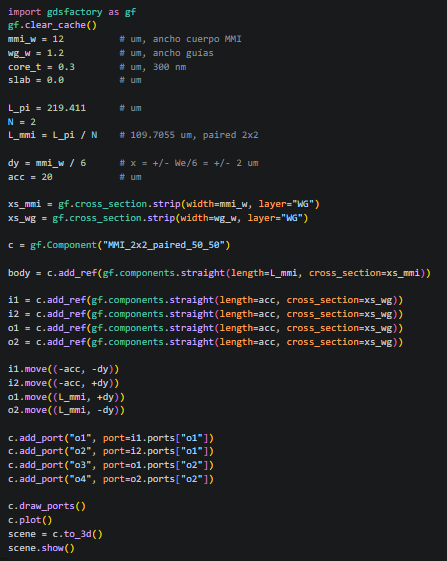 import gdsfactory as gf
gf.clear_cache()
mmi_w = 12          # um, ancho cuerpo MMI
wg_w = 1.2          # um, ancho guías
core_t = 0.3        # um, 300 nm
slab = 0.0          # um
L_pi = 219.411      # um
N = 2
L_mmi = L_pi / N    # 109.7055 um, paired 2x2
dy = mmi_w / 6      # x = +/- We/6 = +/- 2 um
acc = 20            # um
xs_mmi = gf.cross_section.strip(width=mmi_w, layer="WG")
xs_wg = gf.cross_section.strip(width=wg_w, layer="WG")
c = gf.Component("MMI_2x2_paired_50_50")
body = c.add_ref(gf.components.straight(length=L_mmi, cross_section=xs_mmi))
i1 = c.add_ref(gf.components.straight(length=acc, cross_section=xs_wg))
i2 = c.add_ref(gf.components.straight(length=acc, cross_section=xs_wg))
o1 = c.add_ref(gf.components.straight(length=acc, cross_section=xs_wg))
o2 = c.add_ref(gf.components.straight(length=acc, cross_section=xs_wg))
i1.move((-acc, -dy))
i2.move((-acc, +dy))
o1.move((L_mmi, +dy))
o2.move((L_mmi, -dy))
c.add_port("o1", port=i1.ports["o1"])
c.add_port("o2", port=i2.ports["o1"])
c.add_port("o3", port=o1.ports["o2"])
c.add_port("o4", port=o2.ports["o2"])
c.draw_ports()
c.plot()
scene = c.to_3d()
scene.show()